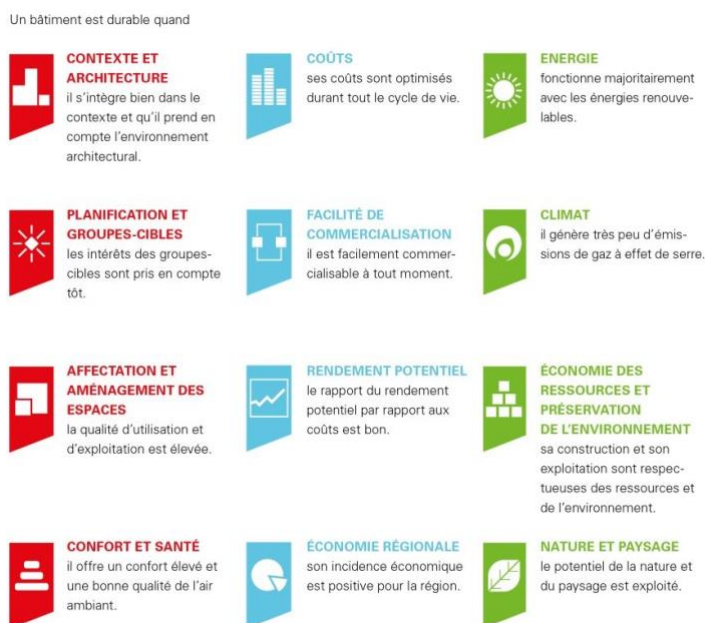 Un bâtiment est durable quand
CONTEXTE ET
ARCHITECTURE
il s'intègre bien dans le
contexte et qu'il prend en
compte l'environnement
architectural.
COÛTS
ses coûts sont optimisés
durant tout le cycle de vie.
ENERGIE
fonctionne majoritairement
avec les énergies renouve-
lables.
PLANIFICATION ET
GROUPES-CIBLES
les intérêts des groupes-
cibles sont pris en compte
tôt.
FACILITÉ DE
COMMERCIALISATION
il est facilement commer-
cialisable à tout moment.
CLIMAT
il génère très peu d'émis-
sions de gaz à effet de serre.
AFFECTATION ET
AMÉNAGEMENT DES
ESPACES
la qualité d'utilisation et
d'exploitation est élevée.
RENDEMENT POTENTIEL
le rapport du rendement
potentiel par rapport aux
coûts est bon.
ÉCONOMIE DES
RESSOURCES ET
PRÉSERVATION
DE L'ENVIRONNEMENT
sa construction et son
exploitation sont respec-
tueuses des ressources et
de l'environnement.
CONFORT ET SANTÉ
il offre un confort élevé et
une bonne qualité de l'air
ambiant.
ÉCONOMIE RÉGIONALE
son incidence économique
est positive pour la région.
NATURE ET PAYSAGE
le potentiel de la nature et
du paysage est exploité.